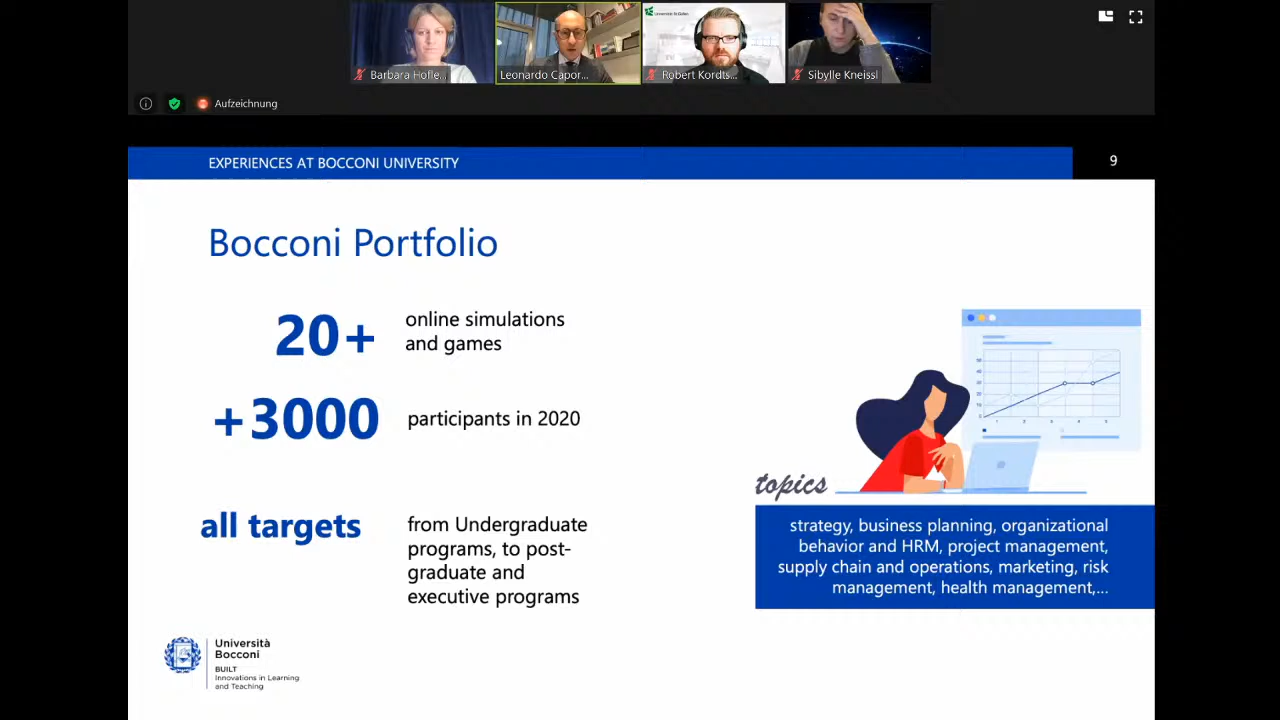 Barbara Hofle...
Leonardo Capor...
Robert Kordts...
Sibylle Kneissl
Aufzeichnung
EXPERIENCES AT BOCCONI UNIVERSITY
9
Bocconi Portfolio
20+
online simulations
and games
+3000
participants in 2020
all targets
from Undergraduate
programs, to post-
graduate and
executive programs
topics
strategy, business planning, organizational
behavior and HRM, project management,
supply chain and operations, marketing, risk
management, health management,...
Università
Bocconi
BUILT
Innovations in Learning
and Teaching